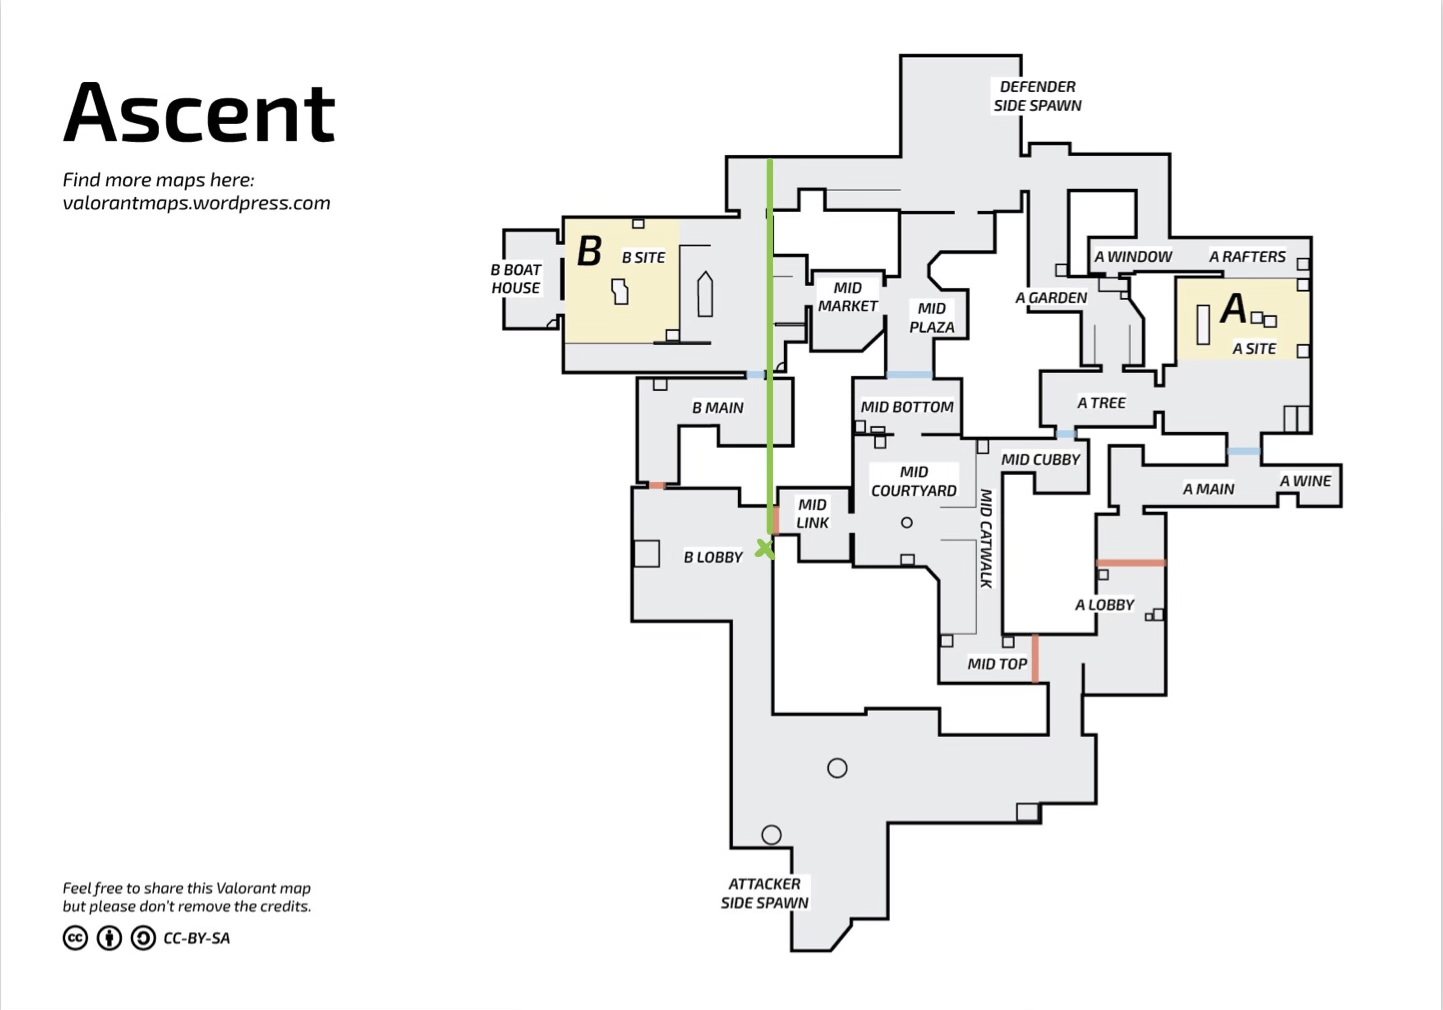 Ascent
Find more maps here:
valorantmaps.wordpress.com
DEFENDER
SIDE SPAWN
B BOAT
HOUSE
B
B SITE
MID
MARKET
MID
PLAZA
A GARDEN
A WINDOW
A RAFTERS
A
A SITE
B MAIN
MID BOTTOM
A TREE
MID
COURTYARD
MID CUBBY
A MAIN
A WINE
MID
LINK
MID CATWALK
B LOBBY
A LOBBY
MID TOP
ATTACKER
SIDE SPAWN
Feel free to share this Valorant map
but please don't remove the credits.
cc CC-BY-SA